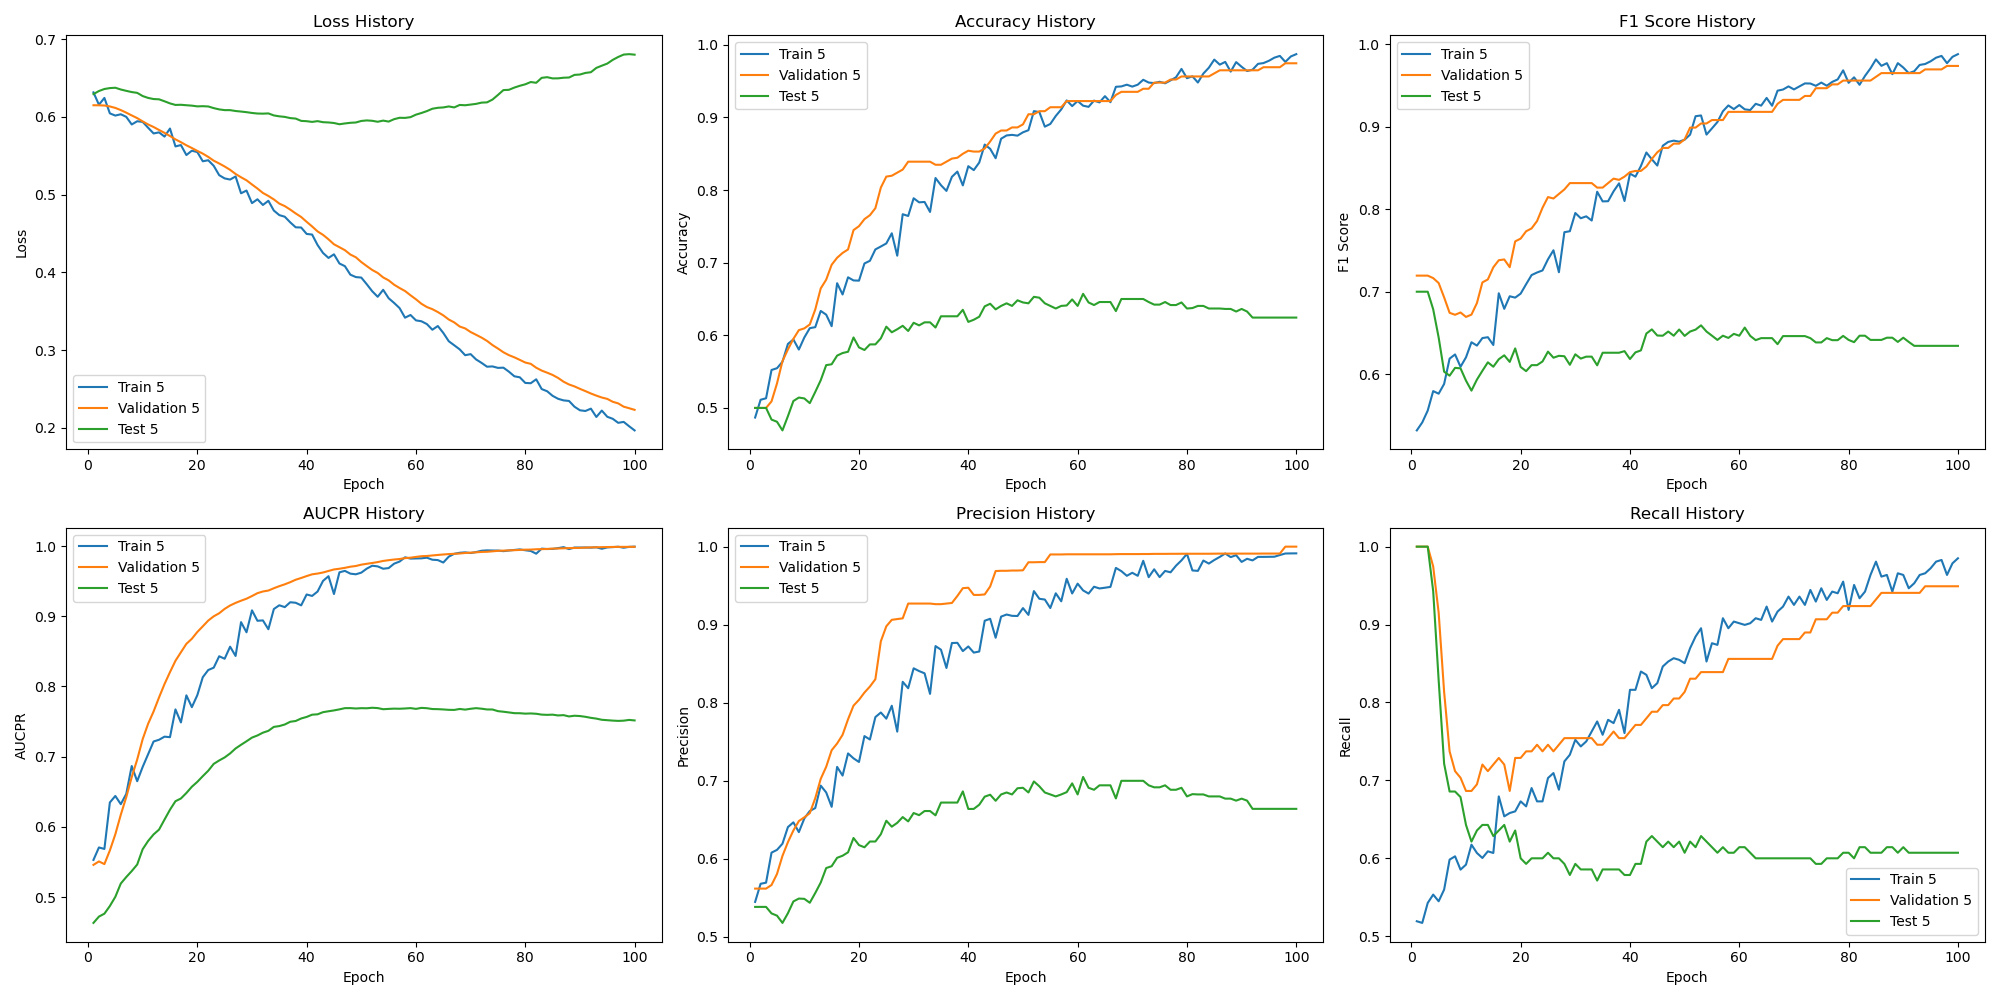 Loss History
0.7
0.6
0.5
0.4
0.3
0.2
Loss
Train 5
Validation 5
Test 5
0
20
40
60
80
100
Epoch
Accuracy History
1.0
0.9
0.8
0.7
0.6
0.5
Accuracy
Train 5
Validation 5
Test 5
0
20
40
60
80
100
Epoch
F1 Score History
1.0
0.9
0.8
0.7
0.6
F1 Score
Train 5
Validation 5
Test 5
0
20
40
60
80
100
Epoch
AUCPR History
1.0
0.9
0.8
0.7
0.6
0.5
AUCPR
Train 5
Validation 5
Test 5
0
20
40
60
80
100
Epoch
Precision History
1.0
0.9
0.8
0.7
0.6
0.5
Precision
Train 5
Validation 5
Test 5
0
20
40
60
80
100
Epoch
Recall History
1.0
0.9
0.8
0.7
0.6
0.5
Recall
Train 5
Validation 5
Test 5
0
20
40
60
80
100
Epoch